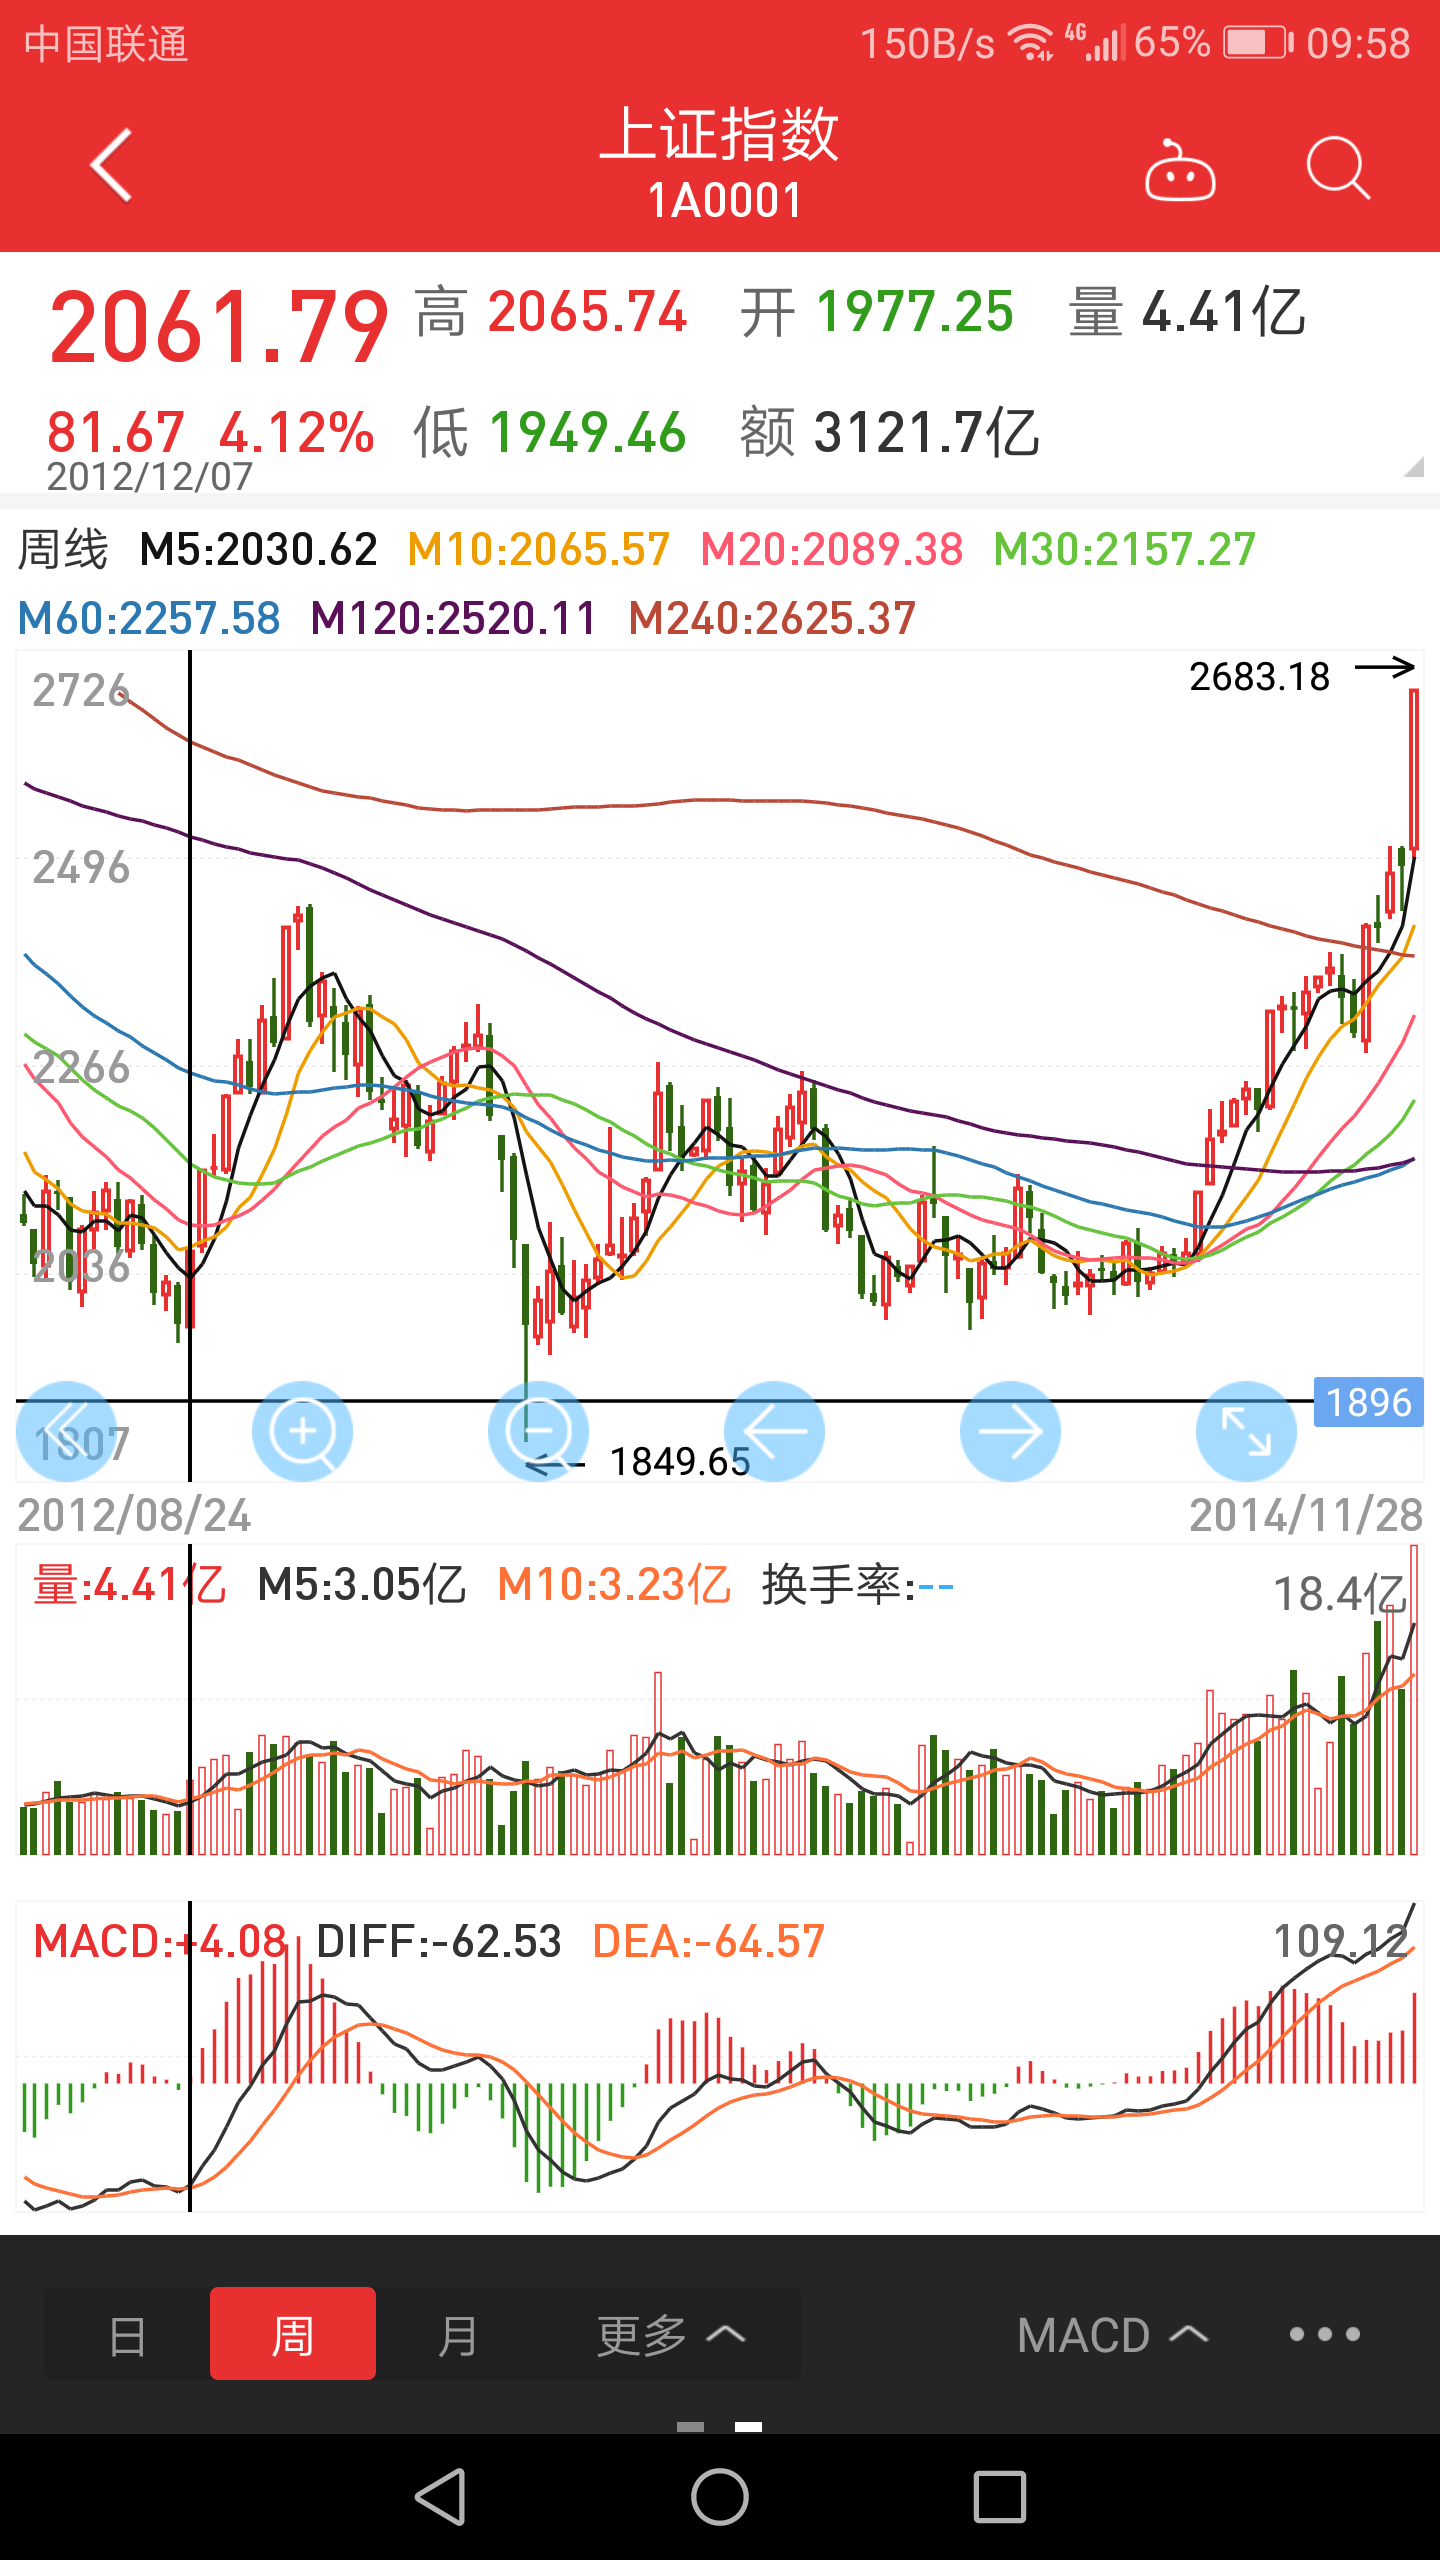 中国联通 150B/s 4G 65% 09:58
上证指数
1A0001
2061.79 高 2065.74 开 1977.25 量 4.41亿
81.67 4.12% 低 1949.46 额 3121.7亿
2012/12/07
周线 M5:2030.62 M10:2065.57 M20:2089.38 M30:2157.27
M60:2257.58 M120:2520.11 M240:2625.37
2726
2683.18
2496
2266
2036
1896
1807
1849.65
2012/08/24 2014/11/28
量:4.41亿 M5:3.05亿 M10:3.23亿 换手率:-- 18.4亿
MACD:+4.08 DIFF:-62.53 DEA:-64.57 109.12
日 周 月 更多 MACD